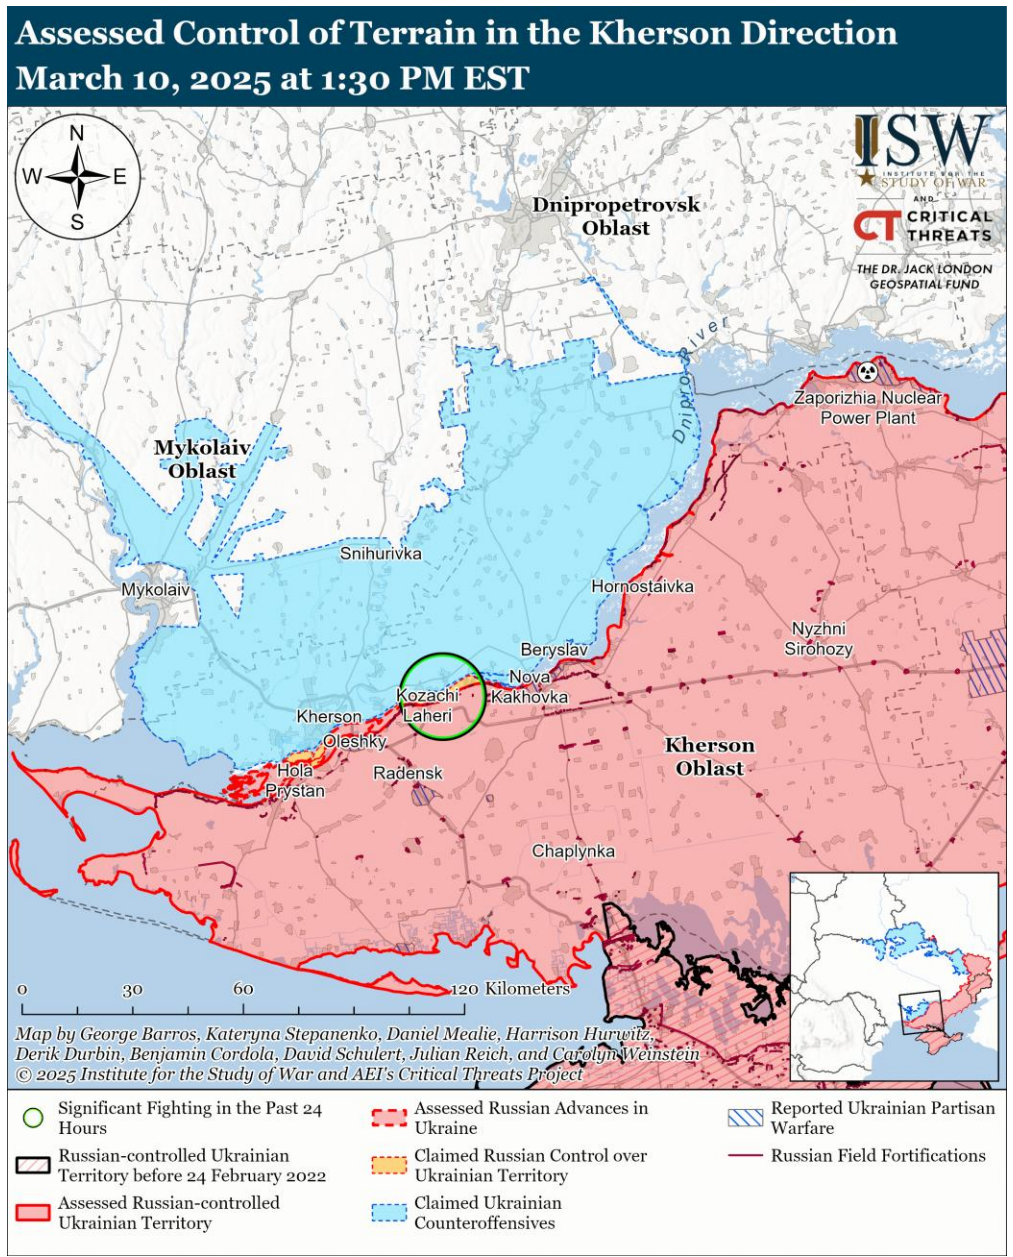 Assessed Control of Terrain in the Kherson Direction
March 10, 2025 at 1:30 PM EST
N
W
E
S
ISW
INSTITUTE FOR THE
STUDY OF WAR
AND
CT CRITICAL
THREATS
THE DR. JACK LONDON
GEOSPATIAL FUND
Dnipropetrovsk
Oblast
Dnipro River
Zaporizhia Nuclear
Power Plant
Mykolaiv
Oblast
Snihurivka
Mykolaiv
Hornostaivka
Nyzhni
Sirohozy
Beryslav
Nova
Kakhovka
Kozachi
Laheri
Kherson
Oleshky
Kherson
Oblast
Hola
Prystan
Radensk
Chaplynka
0
30
60
120 Kilometers
Map by George Barros, Kateryna Stepanenko, Daniel Mealie, Harrison Hurwitz,
Derik Durbin, Benjamin Cordola, David Schulert, Julian Reich, and Carolyn Weinstein
© 2025 Institute for the Study of War and AEI's Critical Threats Project
Significant Fighting in the Past 24
Hours
Russian-controlled Ukrainian
Territory before 24 February 2022
Assessed Russian-controlled
Ukrainian Territory
Assessed Russian Advances in
Ukraine
Claimed Russian Control over
Ukrainian Territory
Claimed Ukrainian
Counteroffensives
Reported Ukrainian Partisan
Warfare
Russian Field Fortifications